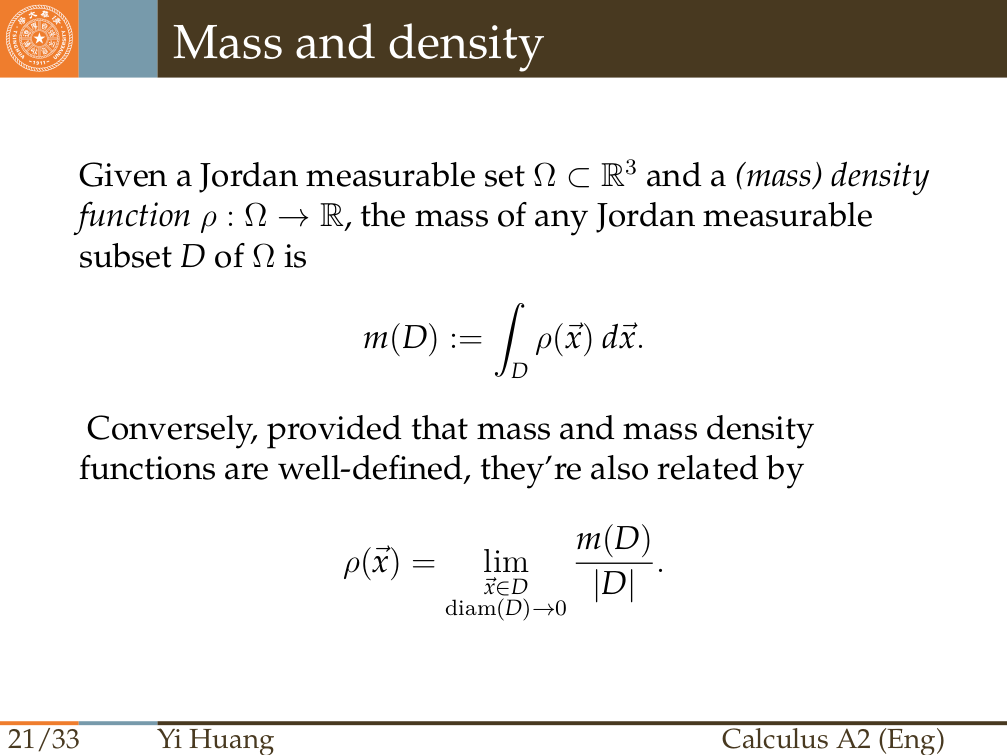 Mass and density
Given a Jordan measurable set Ω ⊂ ℝ³ and a (mass) density
function ρ : Ω → ℝ, the mass of any Jordan measurable
subset D of Ω is
m(D) := ∫_D ρ(x⃗) dx⃗.
Conversely, provided that mass and mass density
functions are well-defined, they're also related by
ρ(x⃗) = lim_{x⃗∈D, diam(D)→0} m(D)/|D|.
21/33 Yi Huang Calculus A2 (Eng)